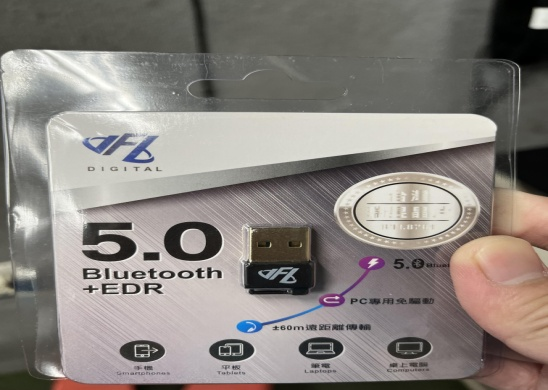 DIGITAL
5.0
Bluetooth
+EDR
5.0
PC專用免驅動
±60m遠距離傳輸
手機
Smartphones
平板
Tablets
筆電
Laptops
桌上電腦
Computers